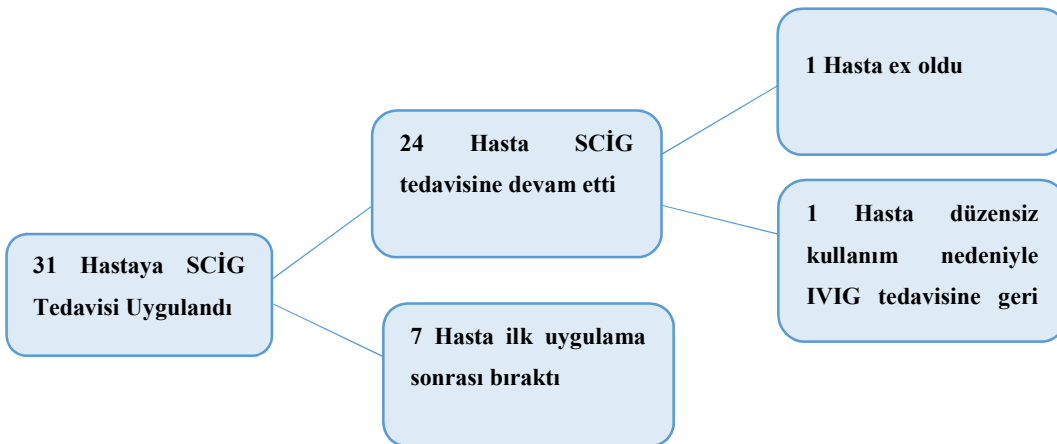 31 Hastaya SCİG
Tedavisi Uygulandı
24 Hasta SCİG
tedavisine devam etti
7 Hasta ilk uygulama
sonrası bıraktı
1 Hasta ex oldu
1 Hasta düzensiz
kullanım nedeniyle
IVIG tedavisine geri